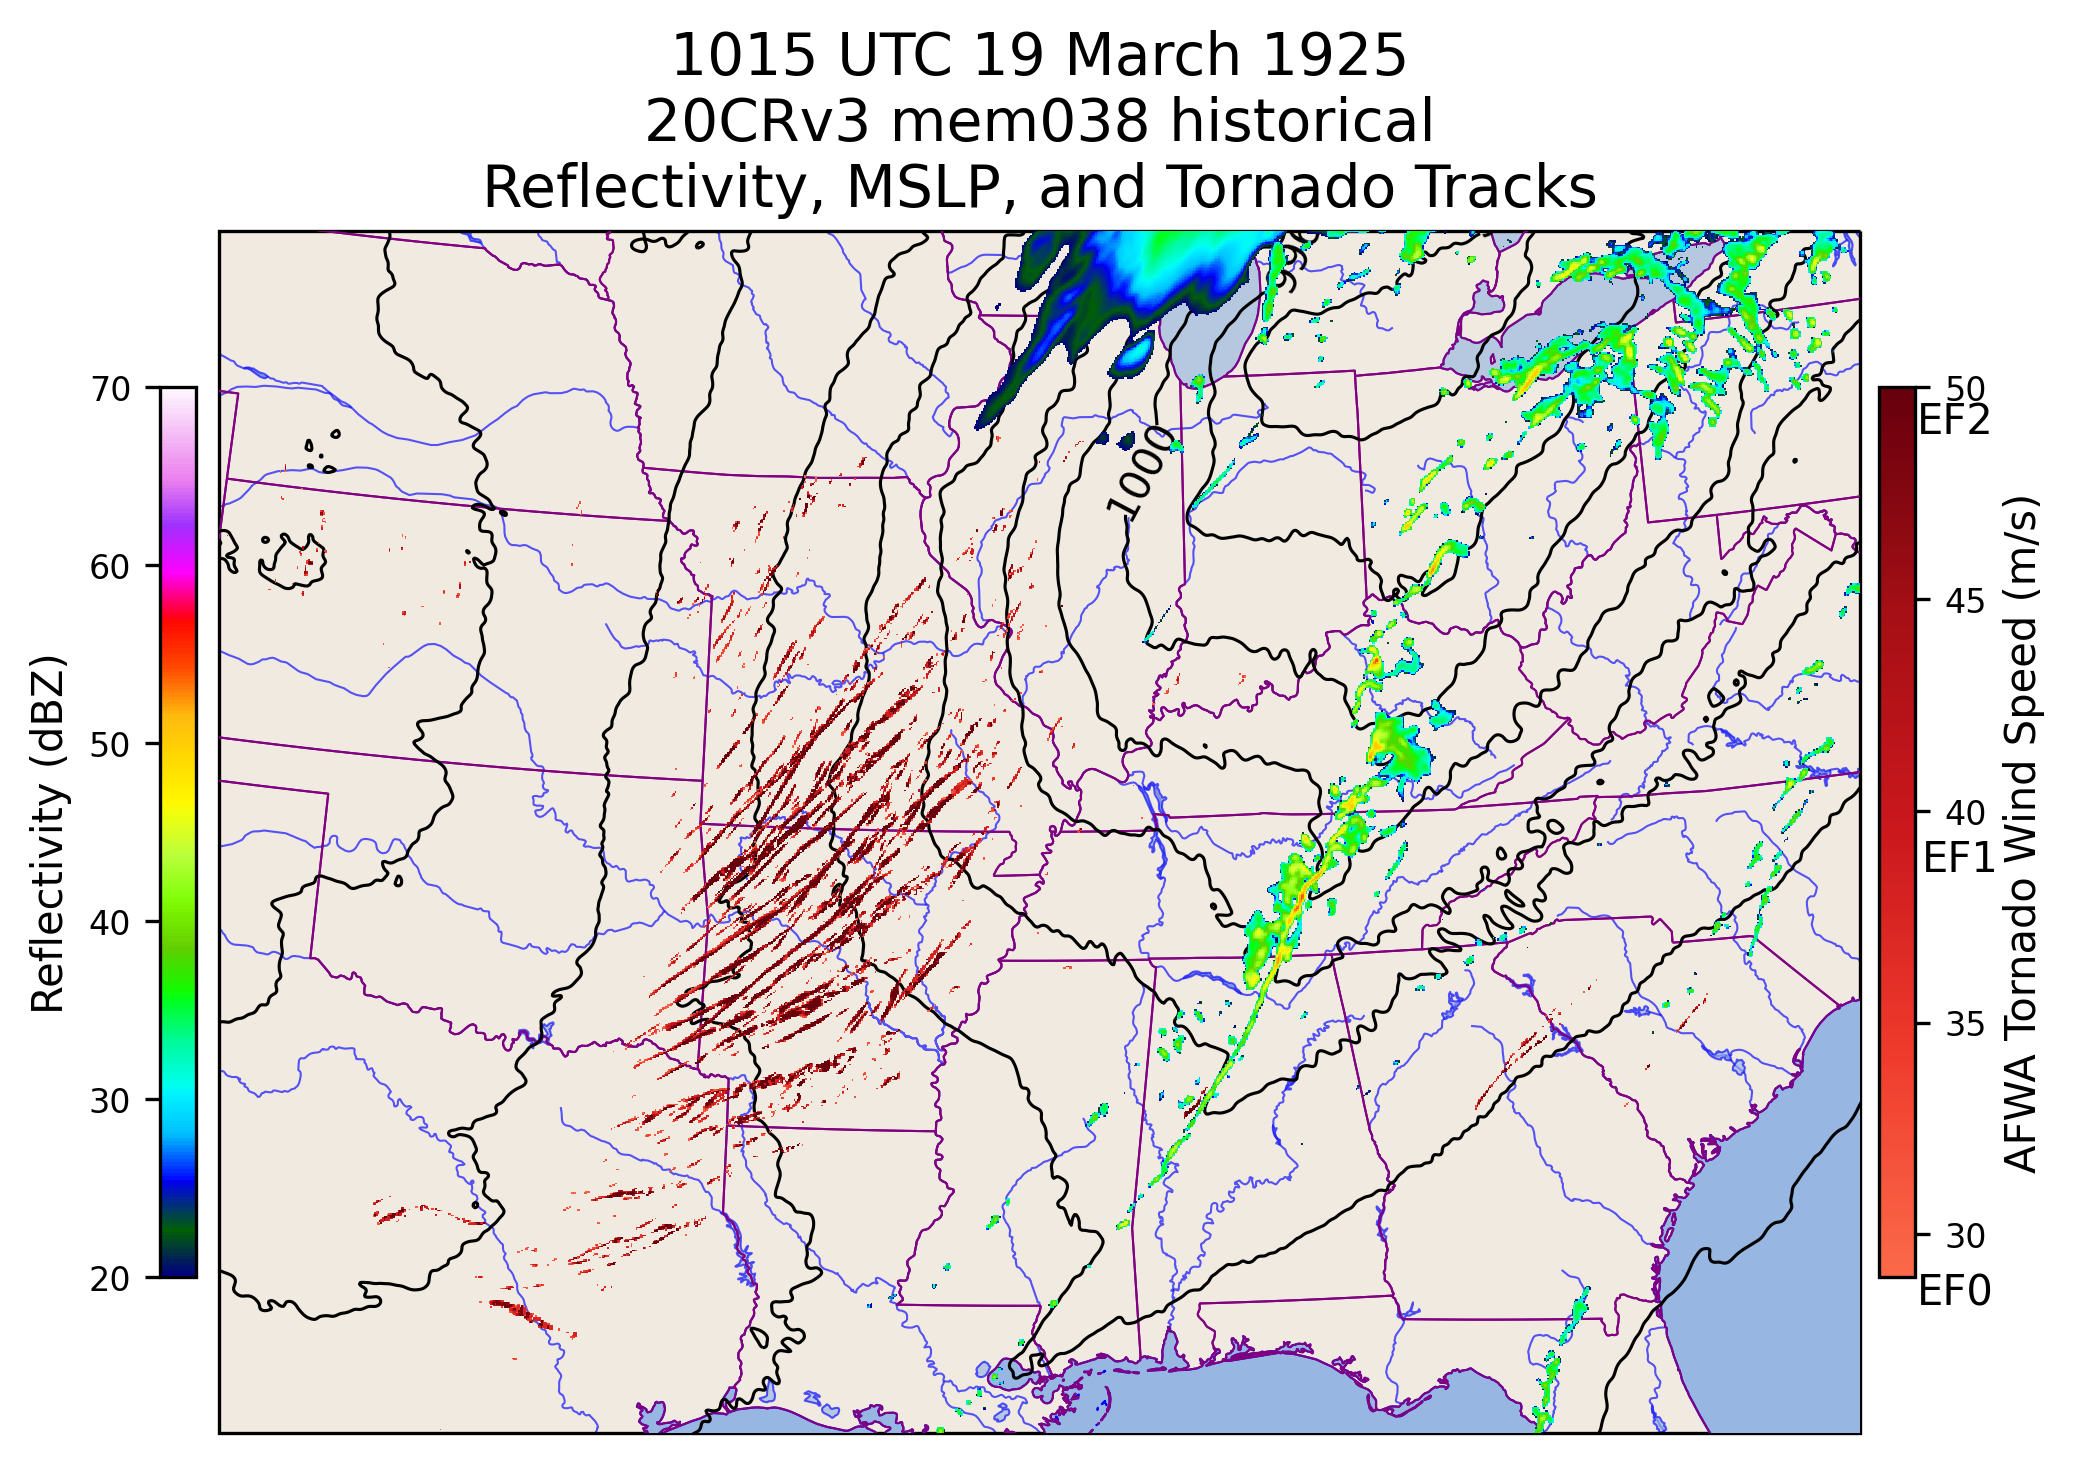 1015 UTC 19 March 1925
20CRv3 mem038 historical
Reflectivity, MSLP, and Tornado Tracks
70
60
50
40
30
20
Reflectivity (dBZ)
1000
50
EF2
45
40
EF1
35
30
EF0
AFWA Tornado Wind Speed (m/s)